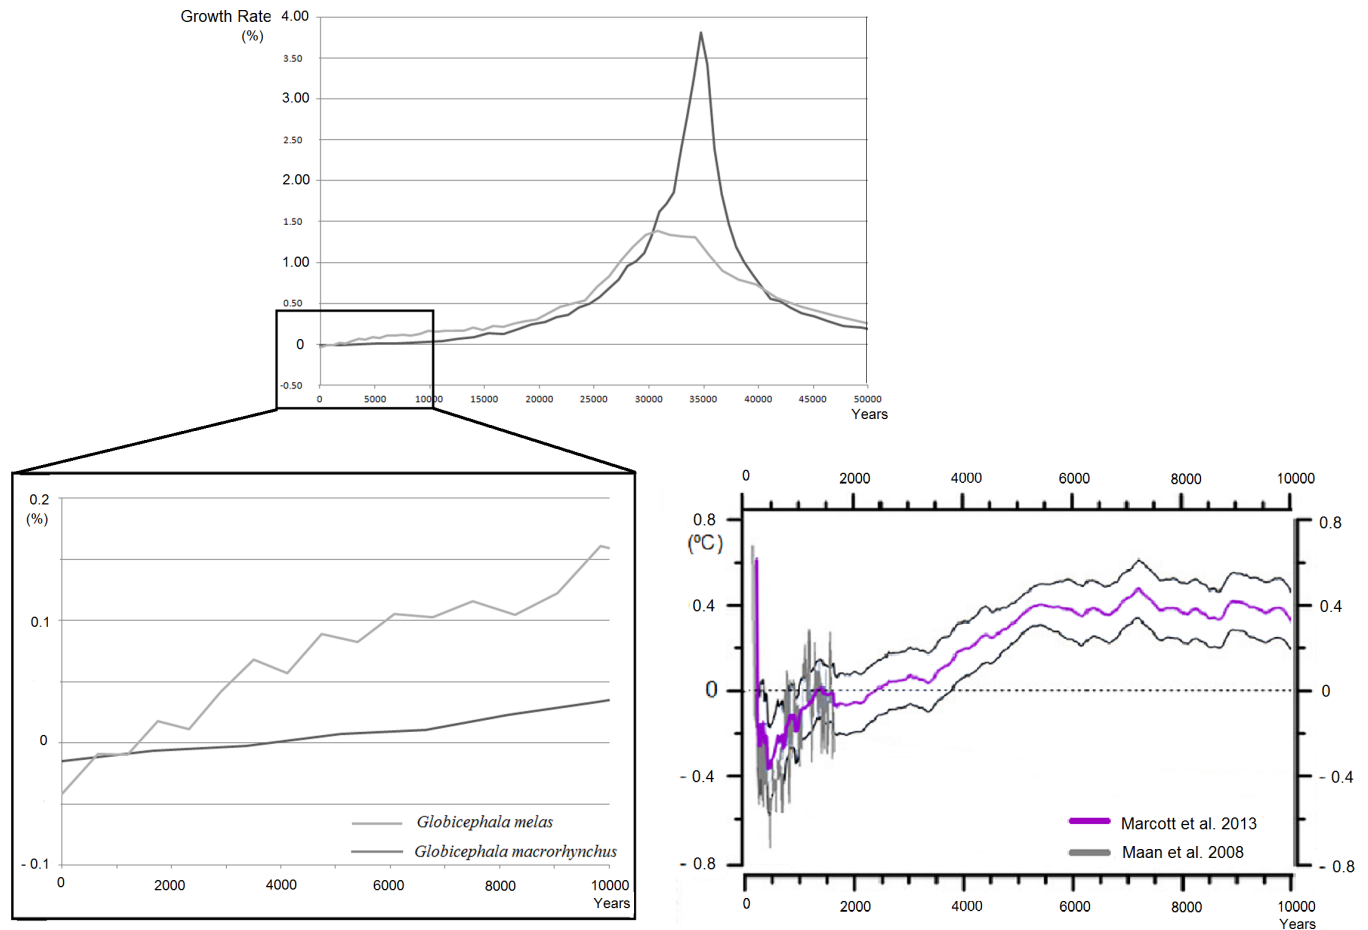 Growth Rate
(%)
4.00
3.50
3.00
2.50
2.00
1.50
1.00
0.50
0
-0.50
0 5000 10000 15000 20000 25000 30000 35000 40000 45000 50000
Years
0.2
(%)
0.1
0
- 0.1
Globicephala melas
Globicephala macrorhynchus
0 2000 4000 6000 8000 10000
Years
0 2000 4000 6000 8000 10000
0.8 0.8
(ºC)
0.4 0.4
0 0
- 0.4 - 0.4
- 0.8 - 0.8
Marcott et al. 2013
Maan et al. 2008
0 2000 4000 6000 8000 10000
Years